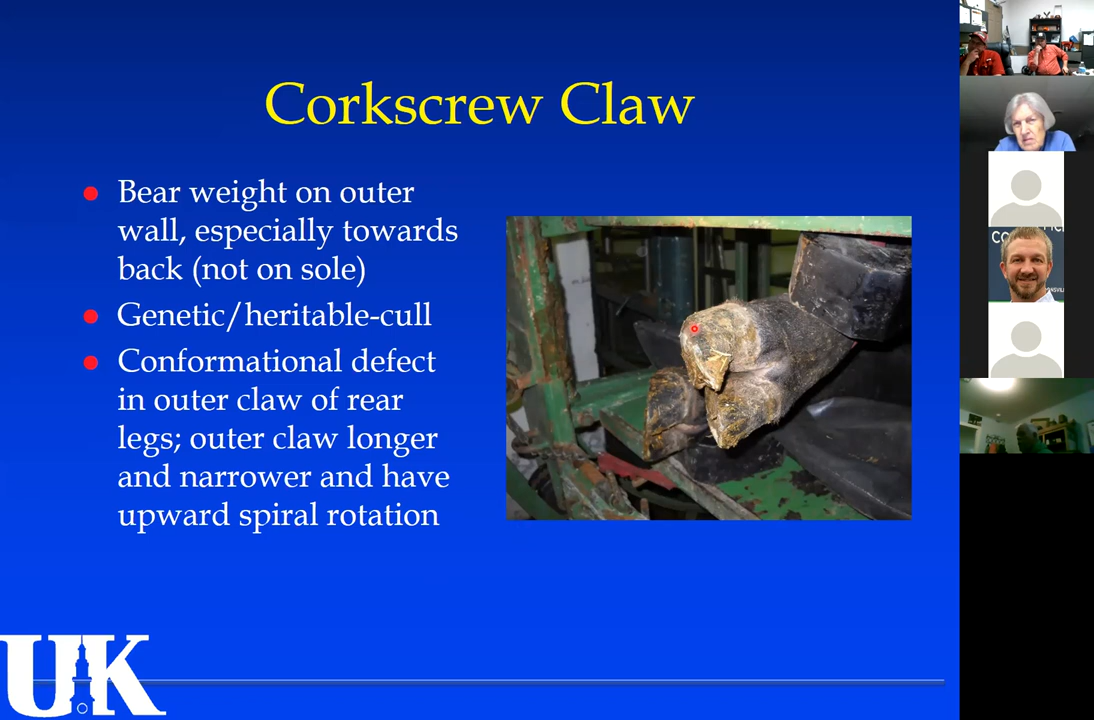 Corkscrew Claw
Bear weight on outer
wall, especially towards
back (not on sole)
Genetic/heritable-cull
Conformational defect
in outer claw of rear
legs; outer claw longer
and narrower and have
upward spiral rotation
UK